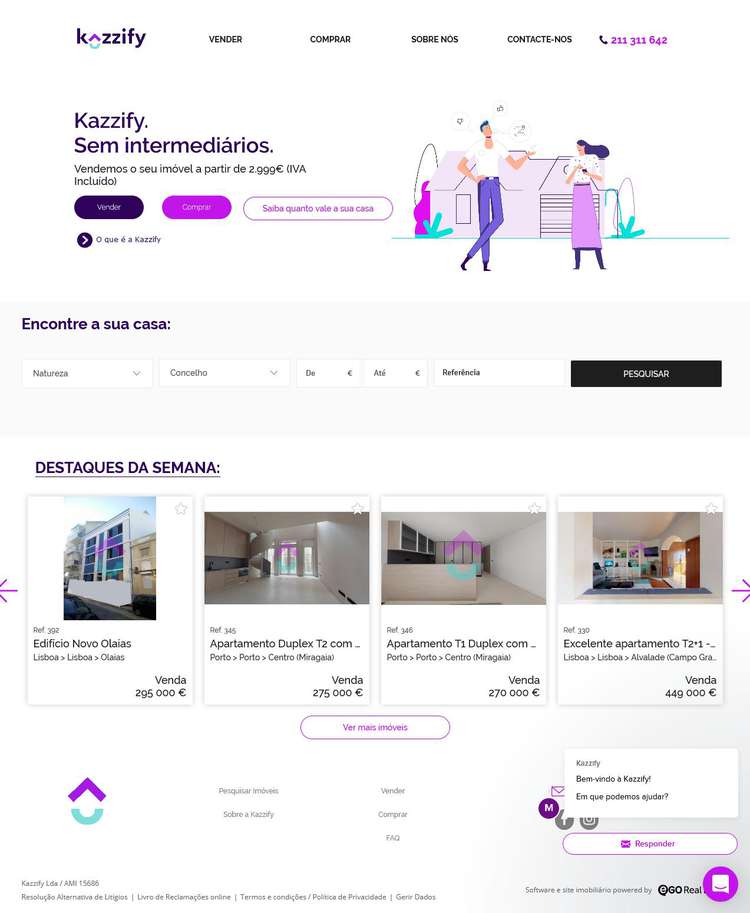 kazzify
VENDER
COMPRAR
SOBRE NÓS
CONTACTE-NOS
211 311 642
Kazzify.
Sem intermediários.
Vendemos o seu imóvel a partir de 2.999€ (IVA
Incluído)
Vender
Comprar
Saiba quanto vale a sua casa
O que é a Kazzify
Encontre a sua casa:
Natureza
Concelho
De €
Até €
Referência
PESQUISAR
DESTAQUES DA SEMANA:
Ref. 392
Edifício Novo Olaias
Lisboa > Lisboa > Olaias
Venda
295 000 €
Ref. 345
Apartamento Duplex T2 com ...
Porto > Porto > Centro (Miragaia)
Venda
275 000 €
Ref. 346
Apartamento T1 Duplex com ...
Porto > Porto > Centro (Miragaia)
Venda
270 000 €
Ref. 330
Excelente apartamento T2+1 - ...
Lisboa > Lisboa > Alvalade (Campo Gra...
Venda
449 000 €
Ver mais imóveis
Pesquisar Imóveis
Sobre a Kazzify
Vender
Comprar
FAQ
Kazzify
Bem-vindo à Kazzify!
Em que podemos ajudar?
M
Responder
Kazzify Lda / AMI 15686
Resolução Alternativa de Litígios | Livro de Reclamações online | Termos e condições / Política de Privacidade | Gerir Dados
Software e site imobiliário powered by eGO Real